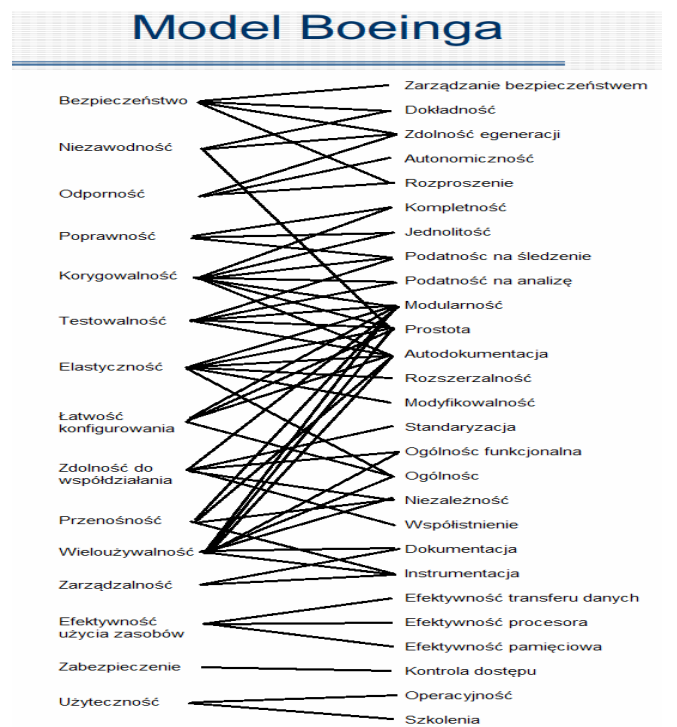 Model Boeinga
Bezpieczeństwo
Niezawodność
Odporność
Poprawność
Korygowalność
Testowalność
Elastyczność
Łatwość
konfigurowania
Zdolność do
współdziałania
Przenośność
Wieloużywalność
Zarządzalność
Efektywność
użycia zasobów
Zabezpieczenie
Użyteczność
Zarządzanie bezpieczeństwem
Dokładność
Zdolność egeneracji
Autonomiczność
Rozproszenie
Kompletność
Jednolitość
Podatnośc na śledzenie
Podatność na analizę
Modularność
Prostota
Autodokumentacja
Rozszerzalność
Modyfikowalność
Standaryzacja
Ogólnośc funkcjonalna
Ogólnośc
Niezależność
Współistnienie
Dokumentacja
Instrumentacja
Efektywność transferu danych
Efektywność procesora
Efektywność pamięciowa
Kontrola dostępu
Operacyjność
Szkolenia